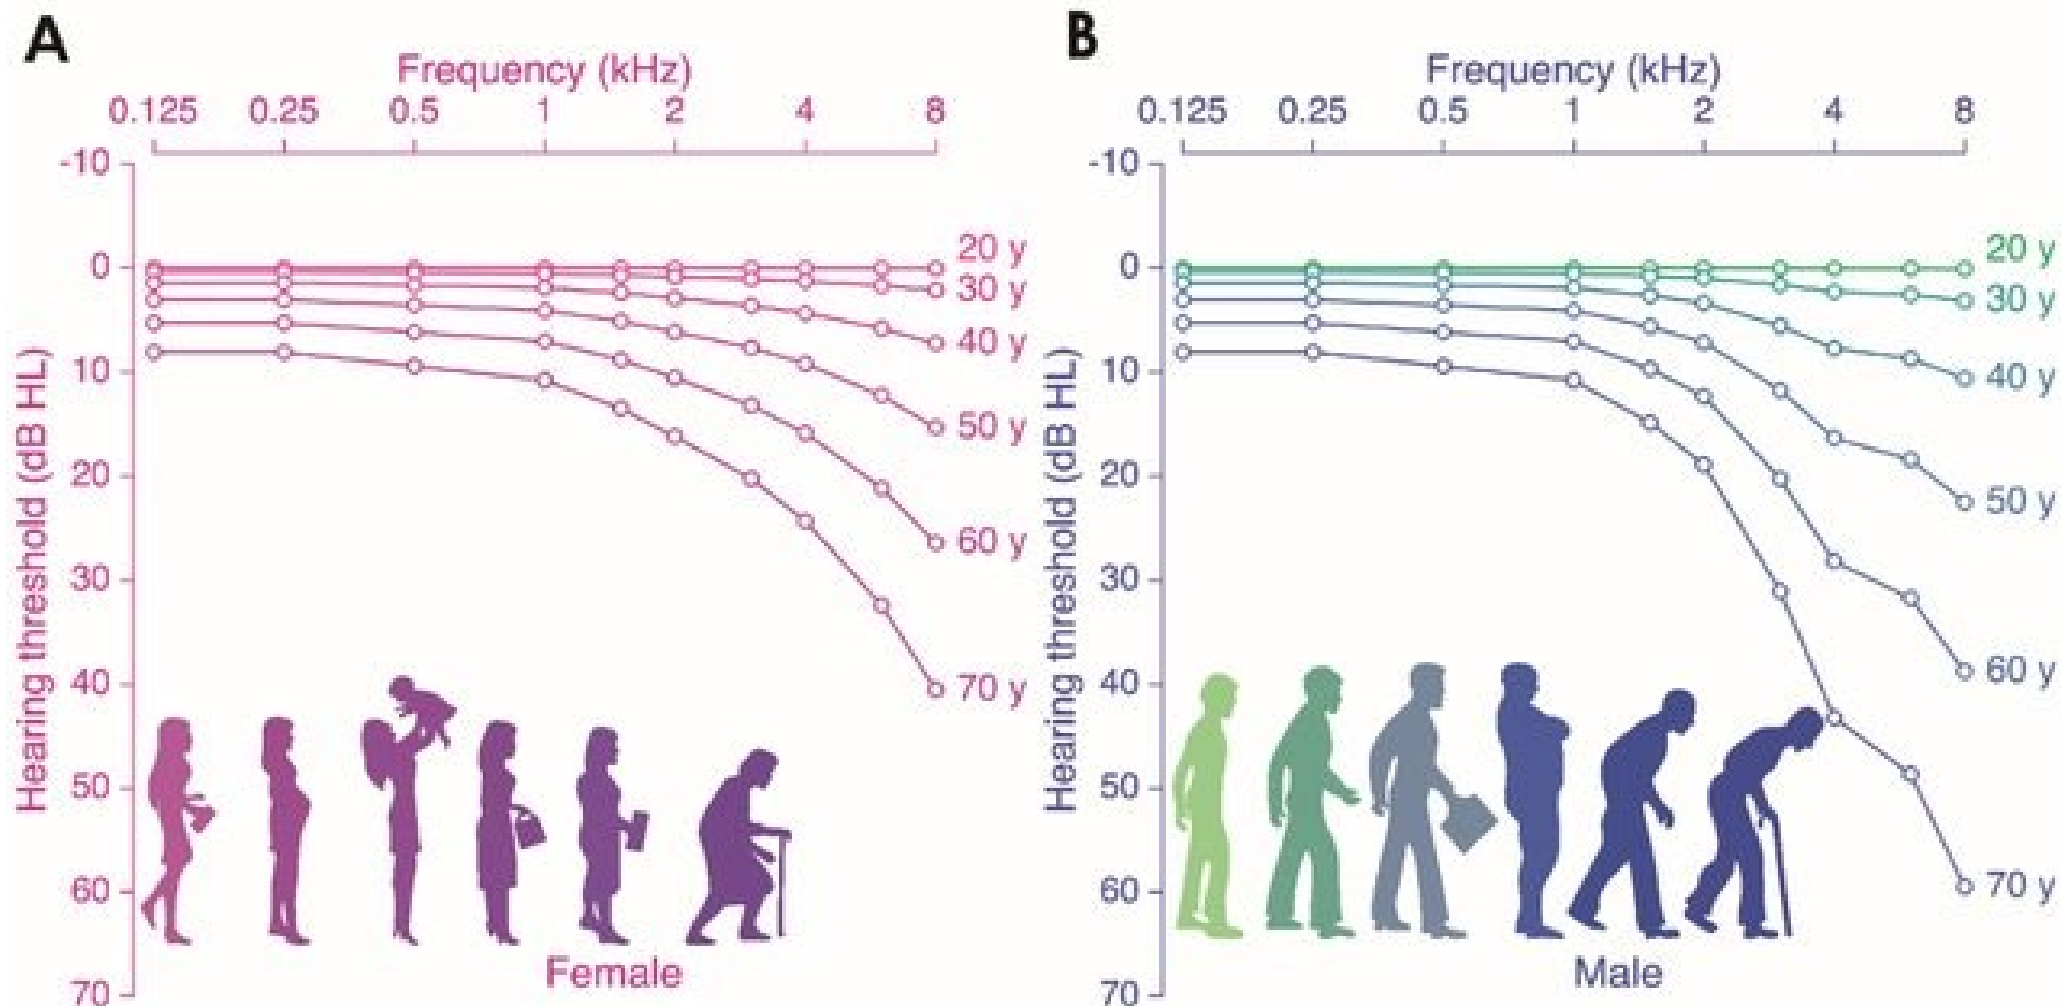 A
Frequency (kHz)
0.125 0.25 0.5 1 2 4 8
-10
0
10
20
30
40
50
60
70
Hearing threshold (dB HL)
20 y
30 y
40 y
50 y
60 y
70 y
Female
B
Frequency (kHz)
0.125 0.25 0.5 1 2 4 8
-10
0
10
20
30
40
50
60
70
Hearing threshold (dB HL)
20 y
30 y
40 y
50 y
60 y
70 y
Male